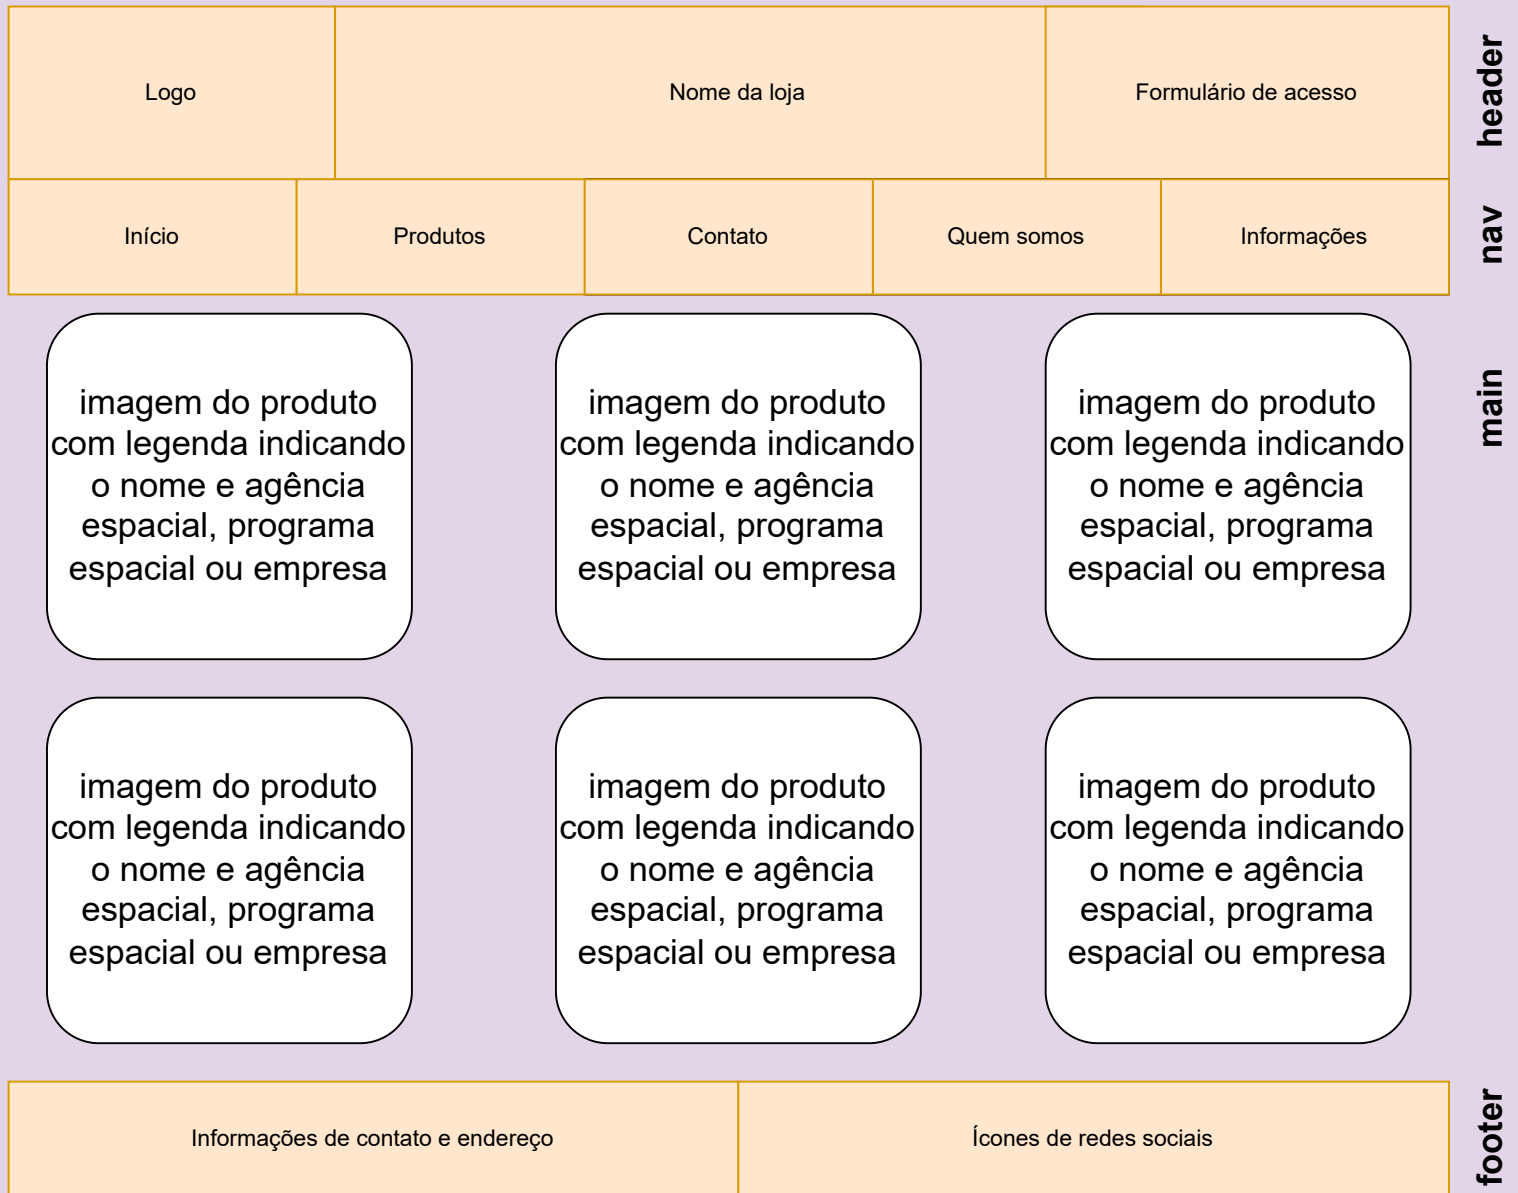 Logo
Nome da loja
Formulário de acesso
header
Início
Produtos
Contato
Quem somos
Informações
nav
imagem do produto
com legenda indicando
o nome e agência
espacial, programa
espacial ou empresa
imagem do produto
com legenda indicando
o nome e agência
espacial, programa
espacial ou empresa
imagem do produto
com legenda indicando
o nome e agência
espacial, programa
espacial ou empresa
main
imagem do produto
com legenda indicando
o nome e agência
espacial, programa
espacial ou empresa
imagem do produto
com legenda indicando
o nome e agência
espacial, programa
espacial ou empresa
imagem do produto
com legenda indicando
o nome e agência
espacial, programa
espacial ou empresa
Informações de contato e endereço
Ícones de redes sociais
footer